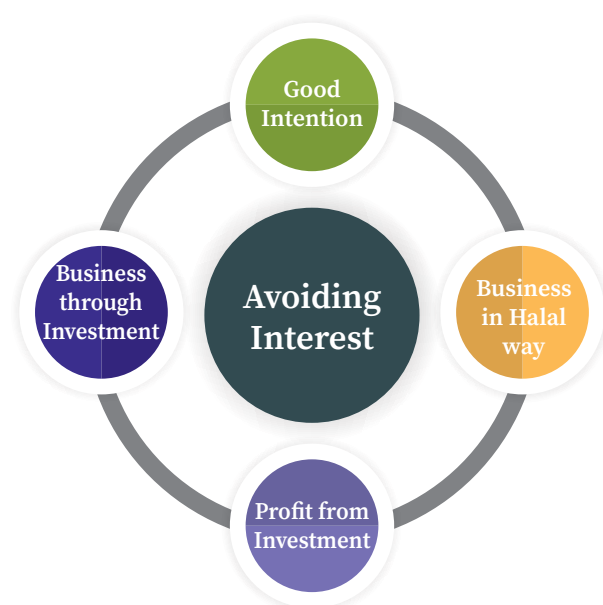 Good
Intention
Business
through
Investment
Avoiding
Interest
Business
in Halal
way
Profit from
Investment